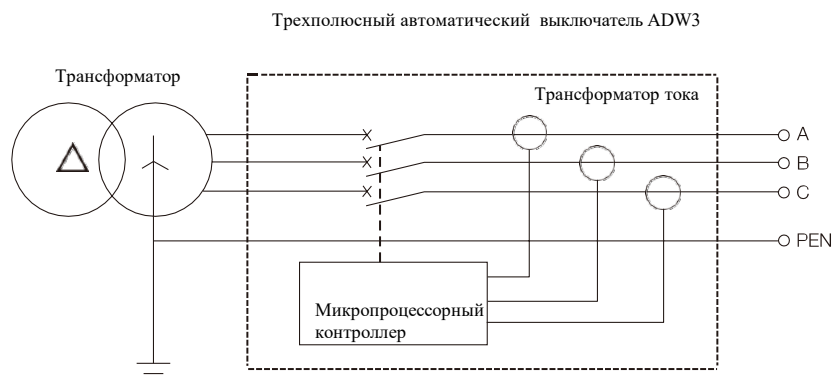 Трехполюсный автоматический выключатель ADW3
Трансформатор
Трансформатор тока
A
B
C
PEN
Микропроцессорный
контроллер